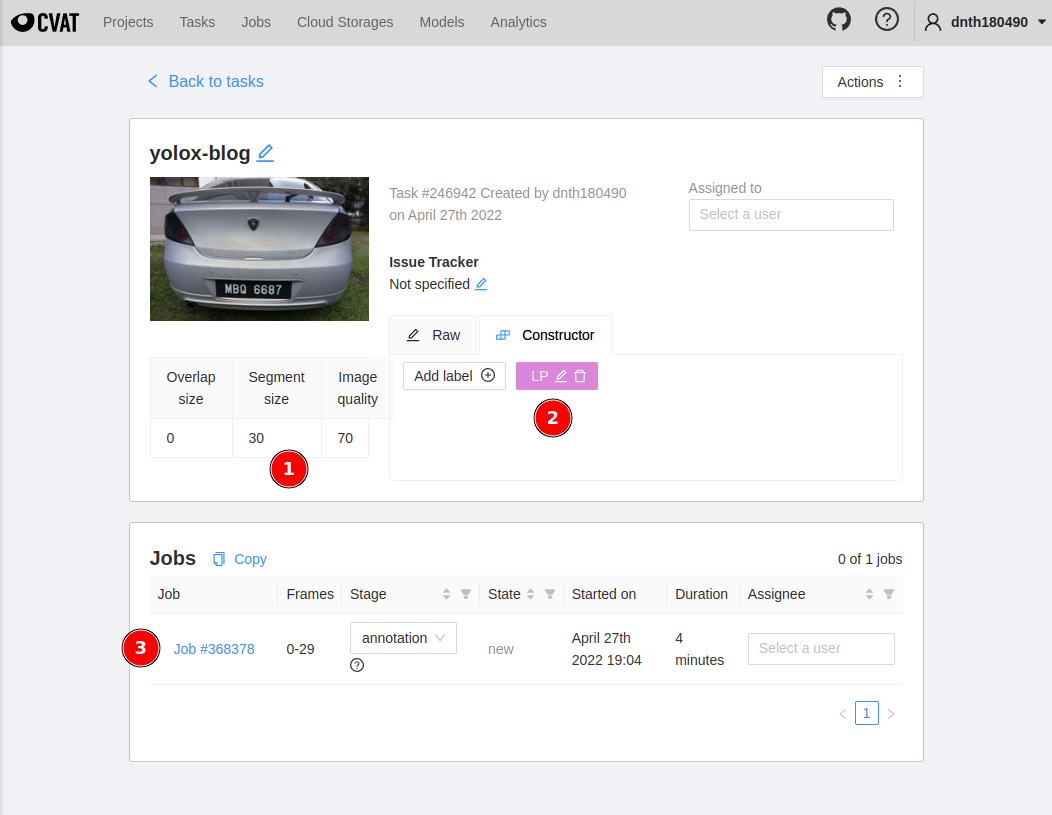 CVAT Projects Tasks Jobs Cloud Storages Models Analytics ? dnth180490
Back to tasks
Actions
yolox-blog
MBQ 6687
Task #246942 Created by dnth180490
on April 27th 2022
Assigned to
Select a user
Issue Tracker
Not specified
Raw Constructor
Add label LP
2
Overlap size Segment size Image quality
0 30 70
1
Jobs Copy 0 of 1 jobs
Job Frames Stage State Started on Duration Assignee
3 Job #368378 0-29 annotation ? new April 27th 2022 19:04 4 minutes Select a user
< 1 >